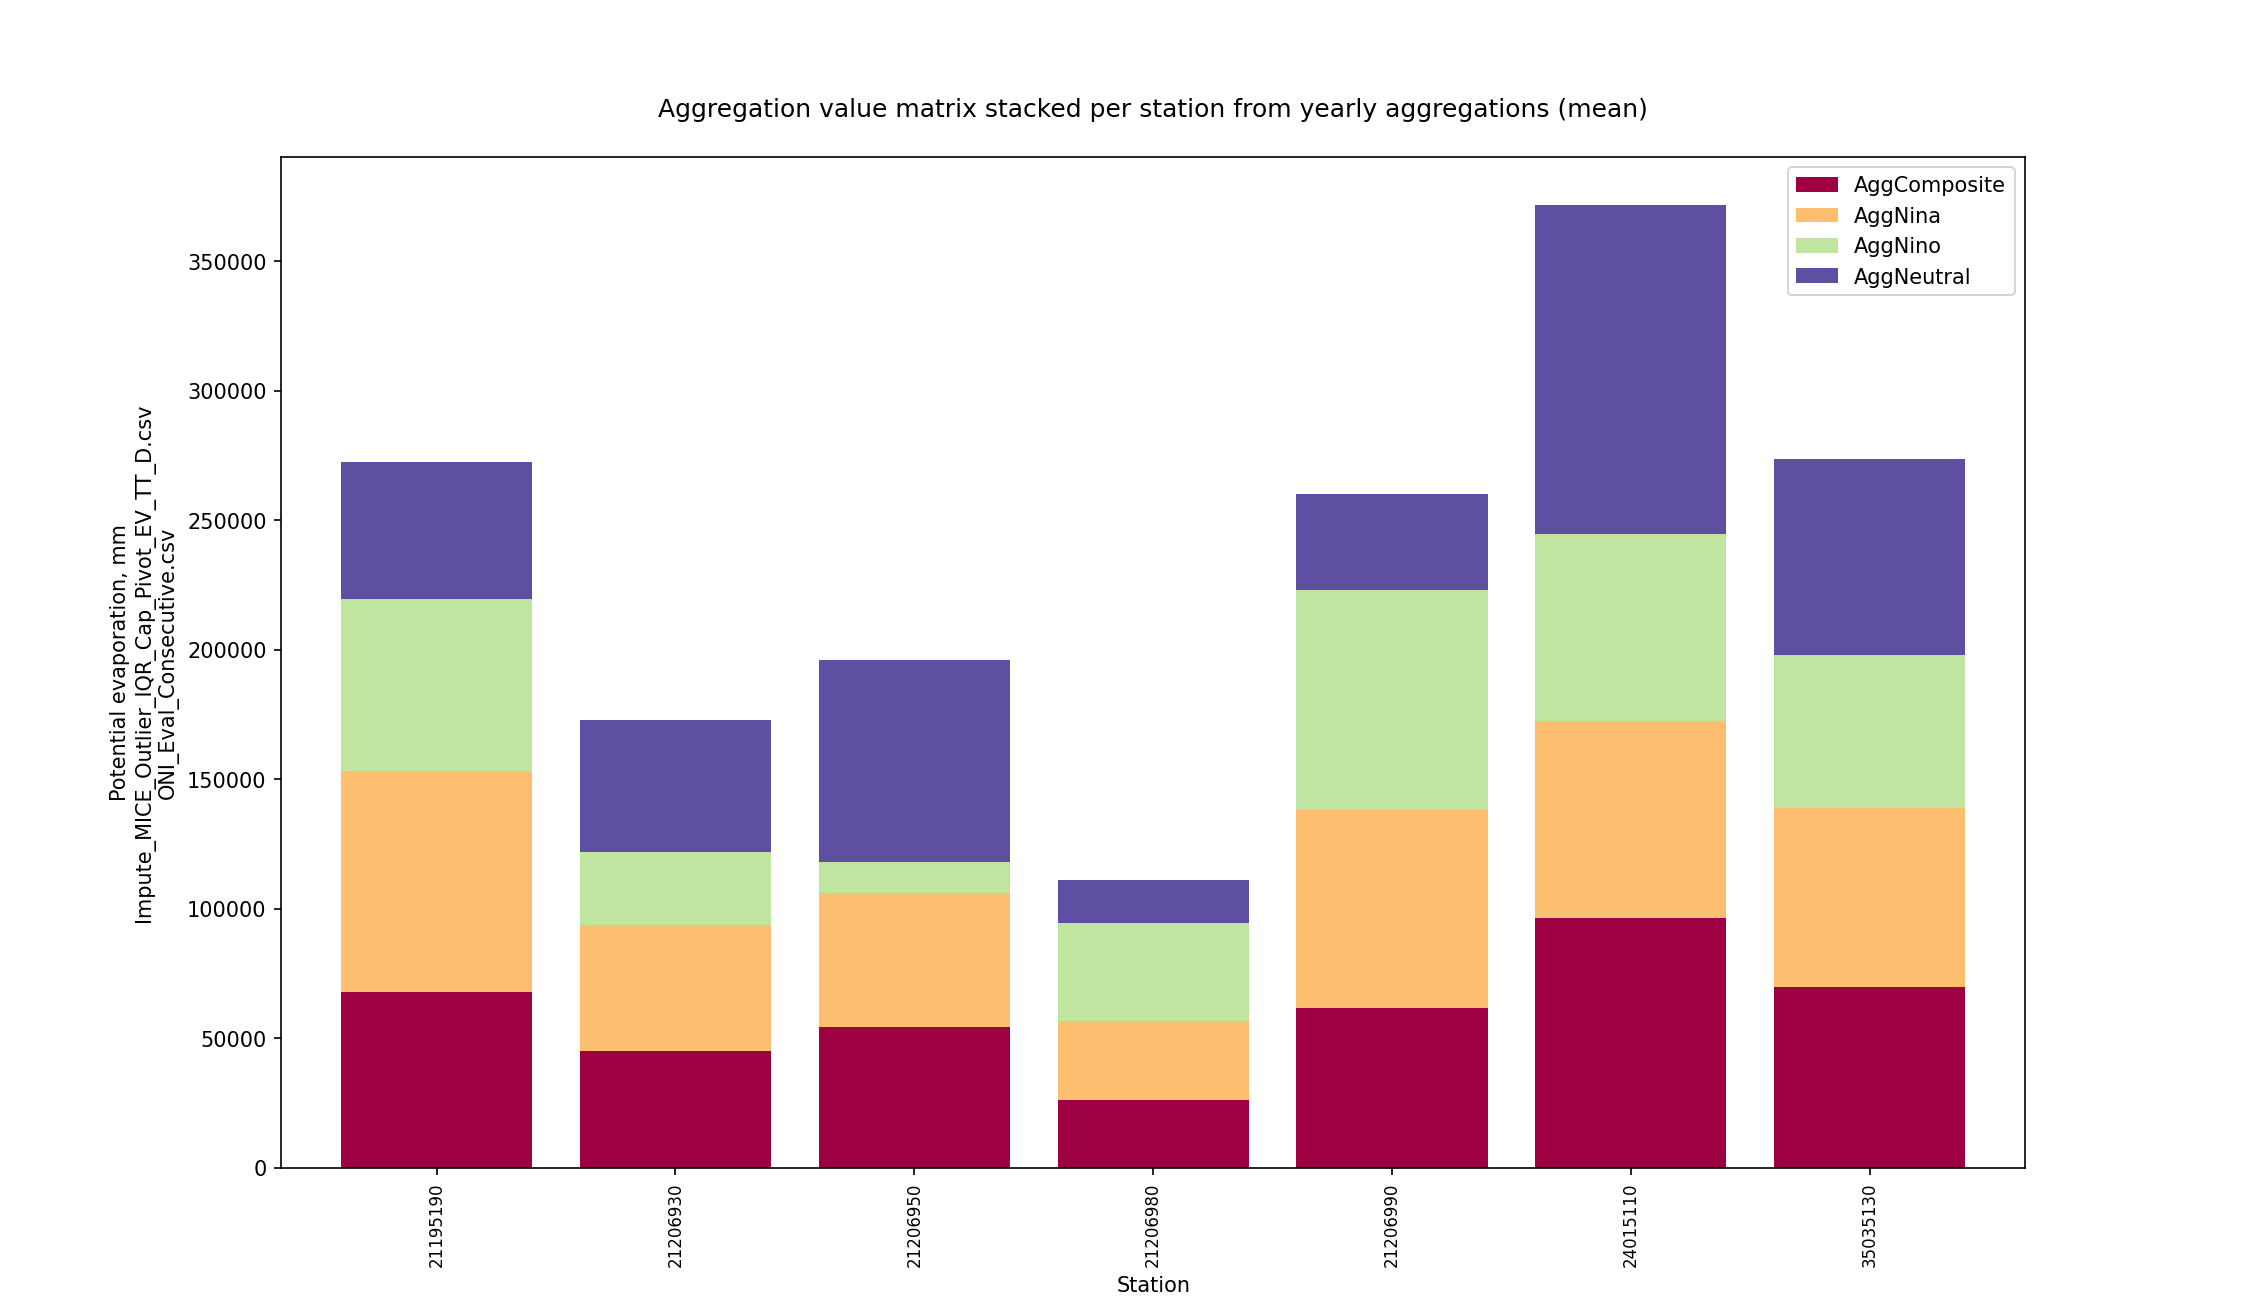 Aggregation value matrix stacked per station from yearly aggregations (mean)
AggComposite
AggNina
AggNino
AggNeutral
350000
300000
250000
200000
150000
100000
50000
0
Potential evaporation, mm
Impute_MICE_Outlier_IQR_Cap_Pivot_EV_TT_D.csv
ONI_Eval_Consecutive.csv
21195190
21206930
21206950
21206980
21206990
24015110
35035130
Station